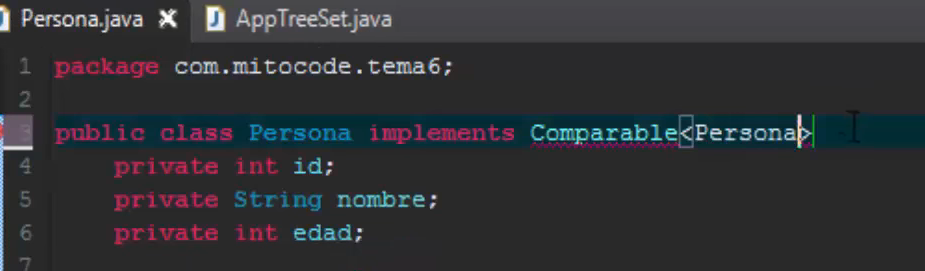 Persona.java AppTreeSet.java
1 package com.mitocode.tema6;
2
3 public class Persona implements Comparable<Persona>
4 private int id;
5 private String nombre;
6 private int edad;
7